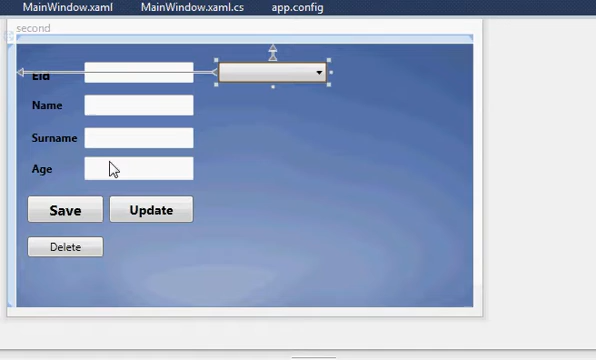 MainWindow.xaml MainWindow.xaml.cs app.config
second
Eid
Name
Surname
Age
Save Update
Delete